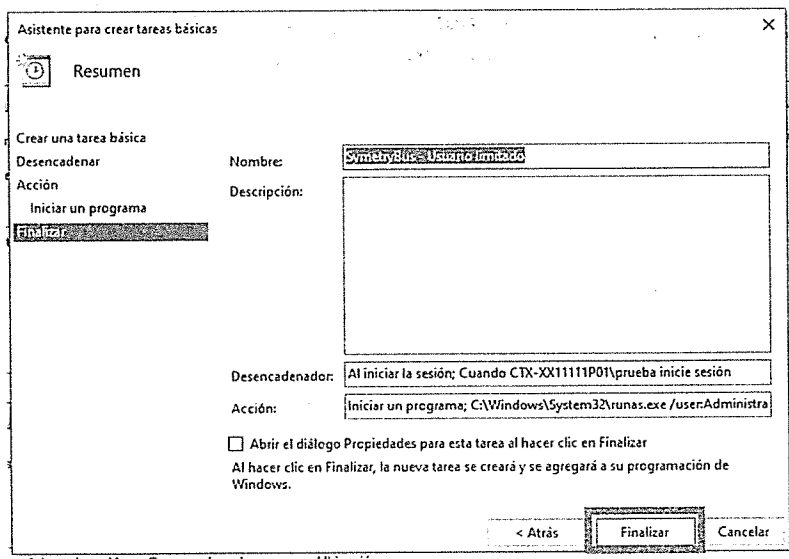 Asistente para crear tareas básicas
Resumen
Crear una tarea básica
Desencadenar
Acción
Iniciar un programa
Finalizar
Nombre: SymebyBus - Usuario limitado
Descripción:
Desencadenador: Al iniciar la sesión; Cuando CTX-XX11111P01\prueba inicie sesión
Acción: Iniciar un programa; C:\Windows\System32\runas.exe /user:Administra
Abrir el diálogo Propiedades para esta tarea al hacer clic en Finalizar
Al hacer clic en Finalizar, la nueva tarea se creará y se agregará a su programación de
Windows.
< Atrás Finalizar Cancelar